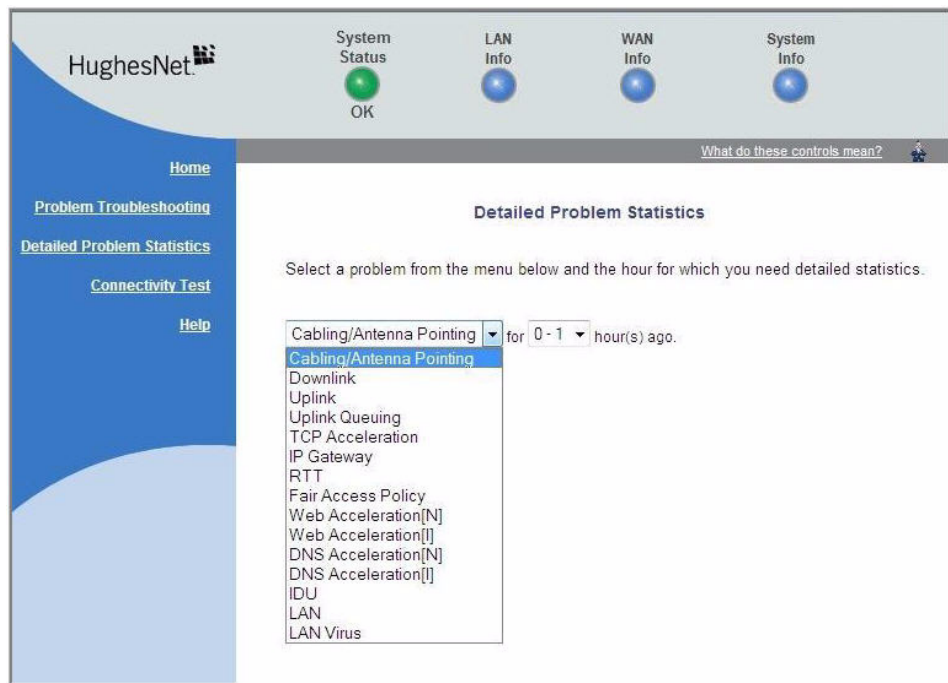 HughesNet.
System Status
OK
LAN Info
WAN Info
System Info
What do these controls mean?
Home
Problem Troubleshooting
Detailed Problem Statistics
Connectivity Test
Help
Detailed Problem Statistics
Select a problem from the menu below and the hour for which you need detailed statistics.
Cabling/Antenna Pointing for 0 - 1 hour(s) ago.
Cabling/Antenna Pointing
Downlink
Uplink
Uplink Queuing
TCP Acceleration
IP Gateway
RTT
Fair Access Policy
Web Acceleration[N]
Web Acceleration[I]
DNS Acceleration[N]
DNS Acceleration[I]
IDU
LAN
LAN Virus